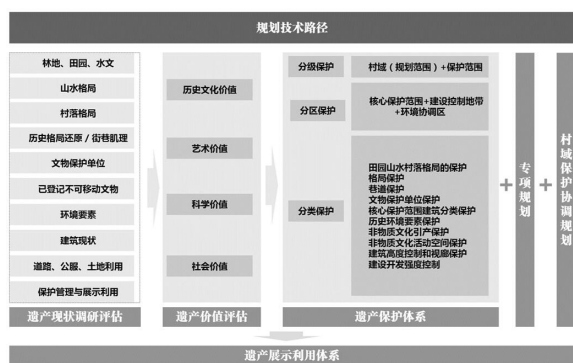 规划技术路径
林地、田园、水文
山水格局
村落格局
历史格局还原/街巷肌理
文物保护单位
已登记不可移动文物
环境要素
建筑现状
道路、公服、土地利用
保护管理与展示利用
遗产现状调研评估
历史文化价值
艺术价值
科学价值
社会价值
遗产价值评估
分级保护
村域（规划范围）+保护范围
分区保护
核心保护范围+建设控制地带
+环境协调区
分类保护
田园山水村落格局的保护
格局保护
巷道保护
文物保护单位保护
核心保护范围建筑分类保护
历史环境要素保护
非物质文化引产保护
非物质文化活动空间保护
建筑高度控制和视廊保护
建设开发强度控制
遗产保护体系
+
专项规划
+
村域保护协调规划
遗产展示利用体系